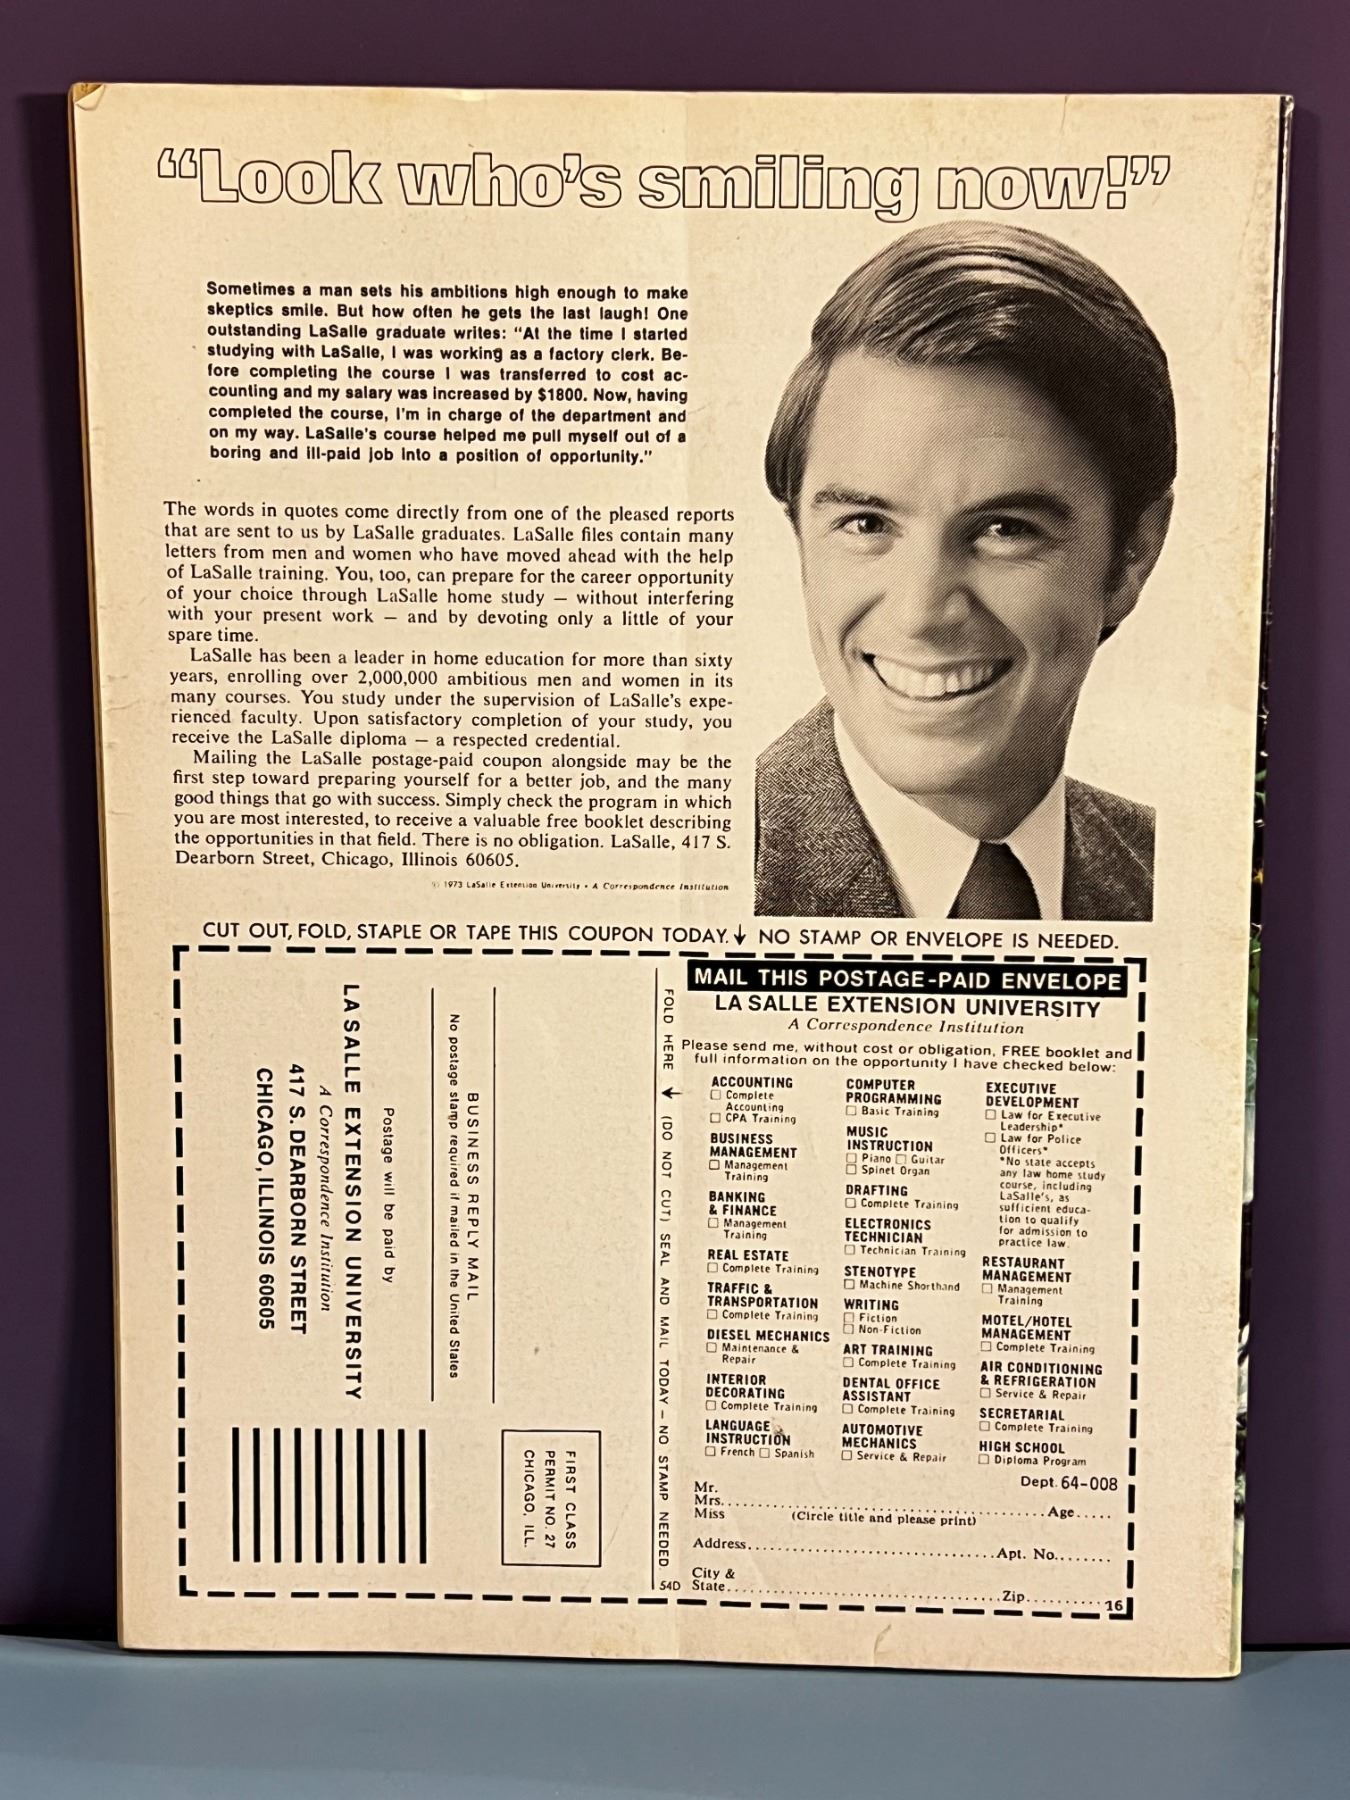 “Look who’s smiling now!”
Sometimes a man sets his ambitions high enough to make
skeptics smile. But how often he gets the last laugh! One
outstanding LaSalle graduate writes: “At the time I started
studying with LaSalle, I was working as a factory clerk. Be-
fore completing the course I was transferred to cost ac-
counting and my salary was increased by $1800. Now, having
completed the course, I’m in charge of the department and
on my way. LaSalle’s course helped me pull myself out of a
boring and ill-paid job into a position of opportunity.”
The words in quotes come directly from one of the pleased reports
that are sent to us by LaSalle graduates. LaSalle files contain many
letters from men and women who have moved ahead with the help
of LaSalle training. You, too, can prepare for the career opportunity
of your choice through LaSalle home study — without interfering
with your present work — and by devoting only a little of your
spare time.
LaSalle has been a leader in home education for more than sixty
years, enrolling over 2,000,000 ambitious men and women in its
many courses. You study under the supervision of LaSalle’s expe-
rienced faculty. Upon satisfactory completion of your study, you
receive the LaSalle diploma — a respected credential.
Mailing the LaSalle postage-paid coupon alongside may be the
first step toward preparing yourself for a better job, and the many
good things that go with success. Simply check the program in which
you are most interested, to receive a valuable free booklet describing
the opportunities in that field. There is no obligation. LaSalle, 417 S.
Dearborn Street, Chicago, Illinois 60605.
© 1973 LaSalle Extension University • A Correspondence Institution
CUT OUT, FOLD, STAPLE OR TAPE THIS COUPON TODAY.↓ NO STAMP OR ENVELOPE IS NEEDED.
FIRST CLASS
PERMIT NO. 27
CHICAGO, ILL.
BUSINESS REPLY MAIL
No postage stamp required if mailed in the United States
Postage will be paid by
LA SALLE EXTENSION UNIVERSITY
A Correspondence Institution
417 S. DEARBORN STREET
CHICAGO, ILLINOIS 60605
FOLD HERE ↓ (DO NOT CUT) SEAL AND MAIL TODAY — NO STAMP NEEDED.
54D
MAIL THIS POSTAGE-PAID ENVELOPE
LA SALLE EXTENSION UNIVERSITY
A Correspondence Institution
Please send me, without cost or obligation, FREE booklet and
full information on the opportunity I have checked below:
ACCOUNTING
☐ Complete
Accounting
☐ CPA Training
BUSINESS
MANAGEMENT
☐ Management
Training
BANKING
& FINANCE
☐ Management
Training
REAL ESTATE
☐ Complete Training
TRAFFIC &
TRANSPORTATION
☐ Complete Training
DIESEL MECHANICS
☐ Maintenance &
Repair
INTERIOR
DECORATING
☐ Complete Training
LANGUAGE
INSTRUCTION
☐ French ☐ Spanish
COMPUTER
PROGRAMMING
☐ Basic Training
MUSIC
INSTRUCTION
☐ Piano ☐ Guitar
☐ Spinet Organ
DRAFTING
☐ Complete Training
ELECTRONICS
TECHNICIAN
☐ Technician Training
STENOTYPE
☐ Machine Shorthand
WRITING
☐ Fiction
☐ Non-Fiction
ART TRAINING
☐ Complete Training
DENTAL OFFICE
ASSISTANT
☐ Complete Training
AUTOMOTIVE
MECHANICS
☐ Service & Repair
EXECUTIVE
DEVELOPMENT
☐ Law for Executive
Leadership*
☐ Law for Police
Officers*
*No state accepts
any law home study
course, including
LaSalle’s, as
sufficient educa-
tion to qualify
for admission to
practice law.
RESTAURANT
MANAGEMENT
☐ Management
Training
MOTEL/HOTEL
MANAGEMENT
☐ Complete Training
AIR CONDITIONING
& REFRIGERATION
☐ Service & Repair
SECRETARIAL
☐ Complete Training
HIGH SCHOOL
☐ Diploma Program
Dept. 64-008
Mr.
Mrs. Age
Miss (Circle title and please print)
Address Apt. No.
City &
State Zip
16